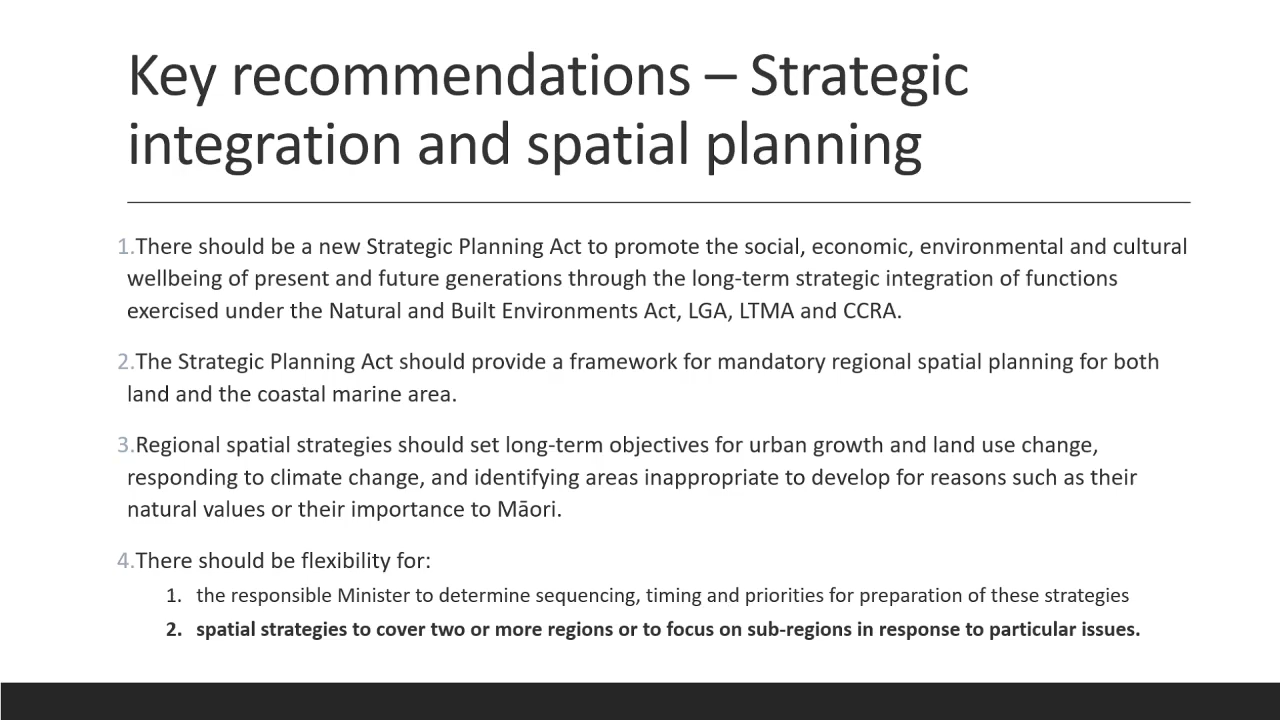 Key recommendations – Strategic
integration and spatial planning
1.There should be a new Strategic Planning Act to promote the social, economic, environmental and cultural
wellbeing of present and future generations through the long-term strategic integration of functions
exercised under the Natural and Built Environments Act, LGA, LTMA and CCRA.
2.The Strategic Planning Act should provide a framework for mandatory regional spatial planning for both
land and the coastal marine area.
3.Regional spatial strategies should set long-term objectives for urban growth and land use change,
responding to climate change, and identifying areas inappropriate to develop for reasons such as their
natural values or their importance to Māori.
4.There should be flexibility for:
1. the responsible Minister to determine sequencing, timing and priorities for preparation of these strategies
2. spatial strategies to cover two or more regions or to focus on sub-regions in response to particular issues.